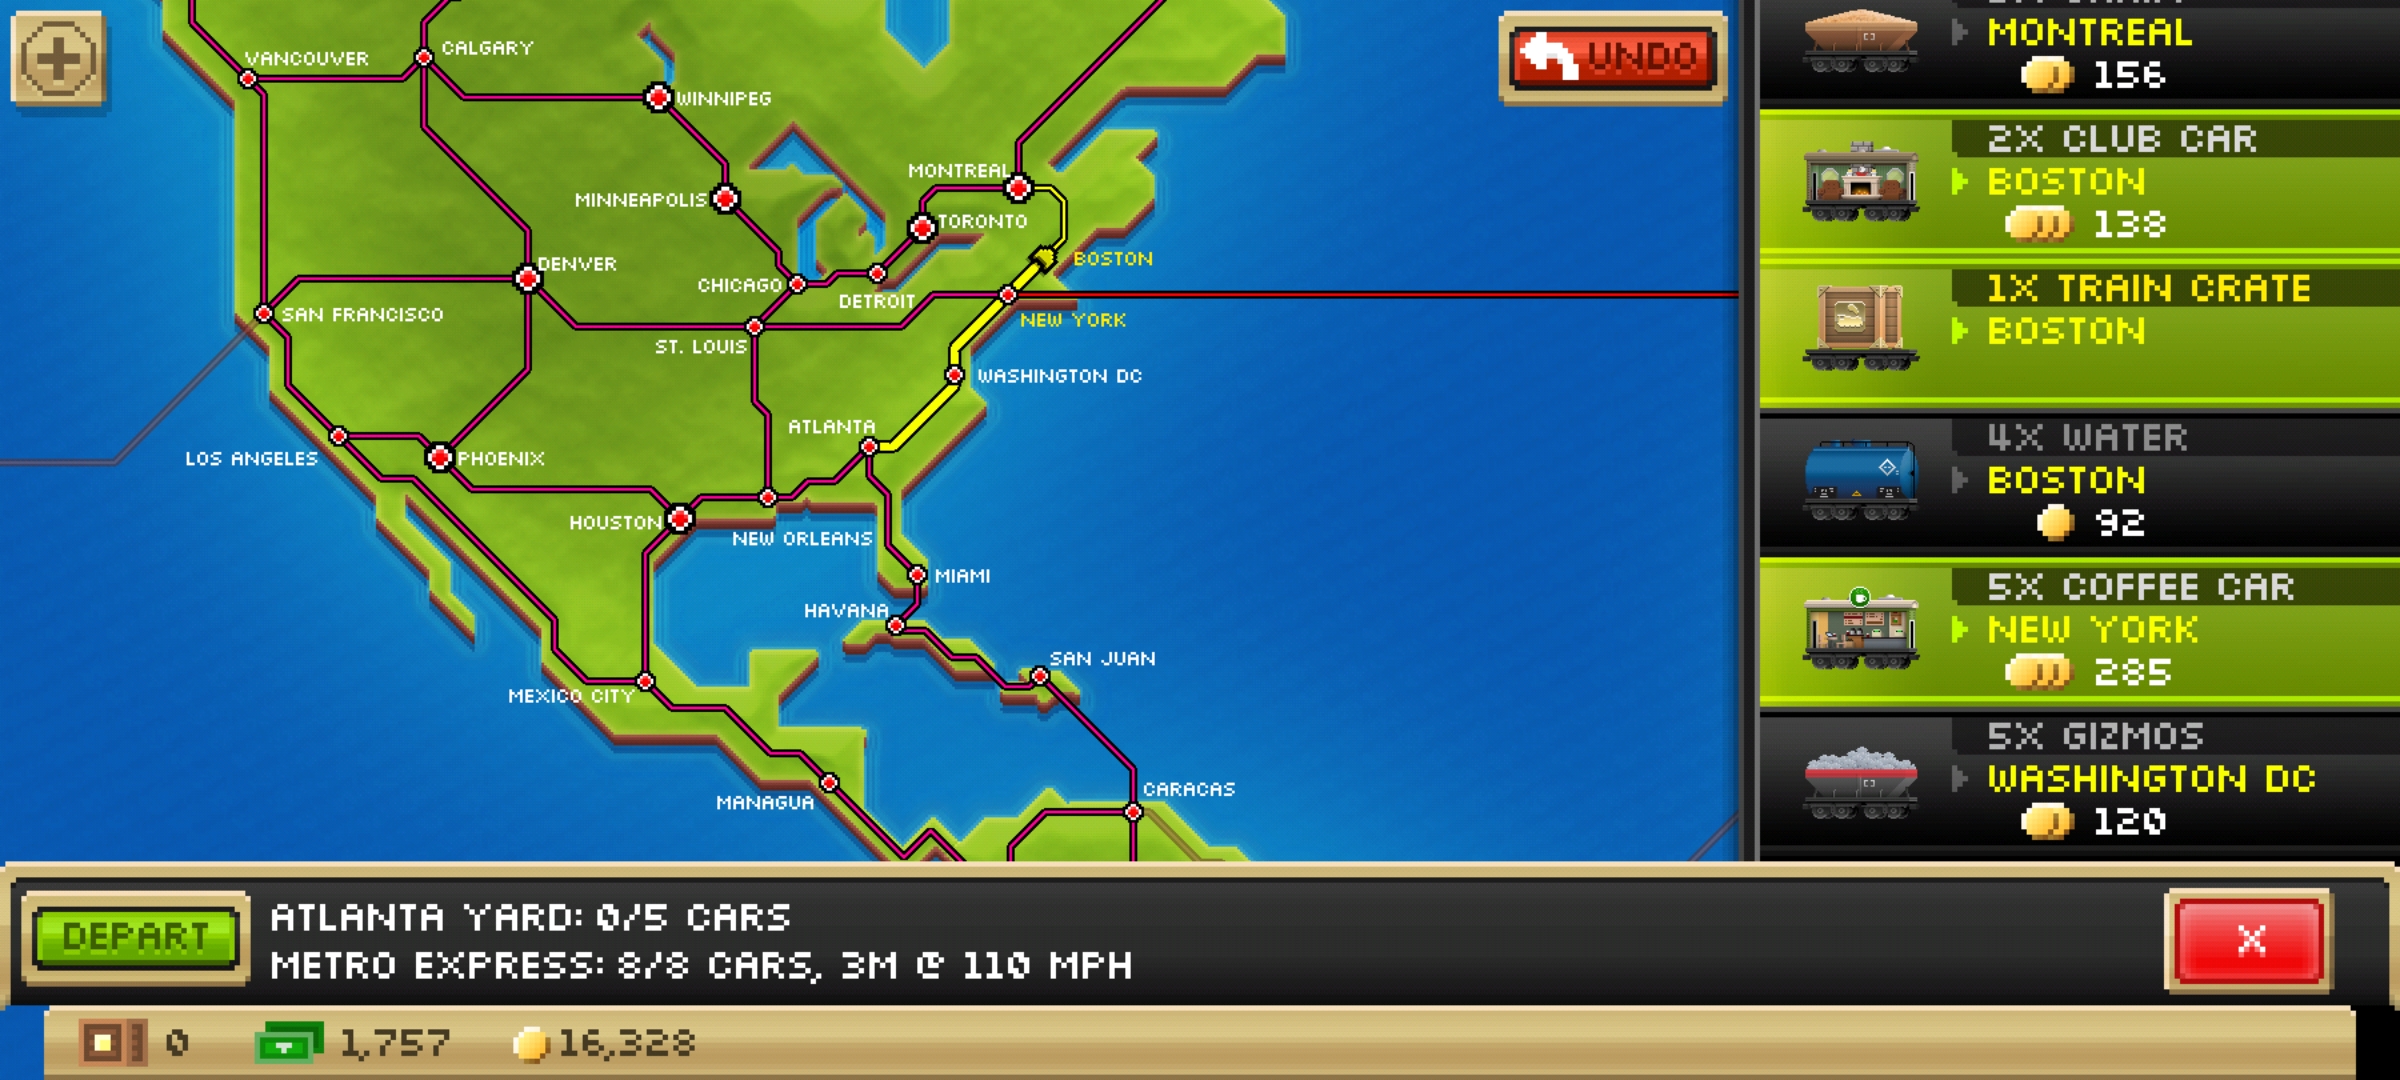 VANCOUVER
CALGARY
WINNIPEG
UNDO
MONTREAL
MINNEAPOLIS
TORONTO
DENVER
BOSTON
CHICAGO
DETROIT
SAN FRANCISCO
NEW YORK
ST. LOUIS
WASHINGTON DC
ATLANTA
LOS ANGELES
PHOENIX
HOUSTON
NEW ORLEANS
MIAMI
HAVANA
SAN JUAN
MEXICO CITY
CARACAS
MANAGUA
MONTREAL
156
2X CLUB CAR
BOSTON
138
1X TRAIN CRATE
BOSTON
4X WATER
BOSTON
92
5X COFFEE CAR
NEW YORK
285
5X GIZMOS
WASHINGTON DC
120
DEPART
ATLANTA YARD: 0/5 CARS
METRO EXPRESS: 8/8 CARS, 3M @ 110 MPH
X
0
1,757
16,328